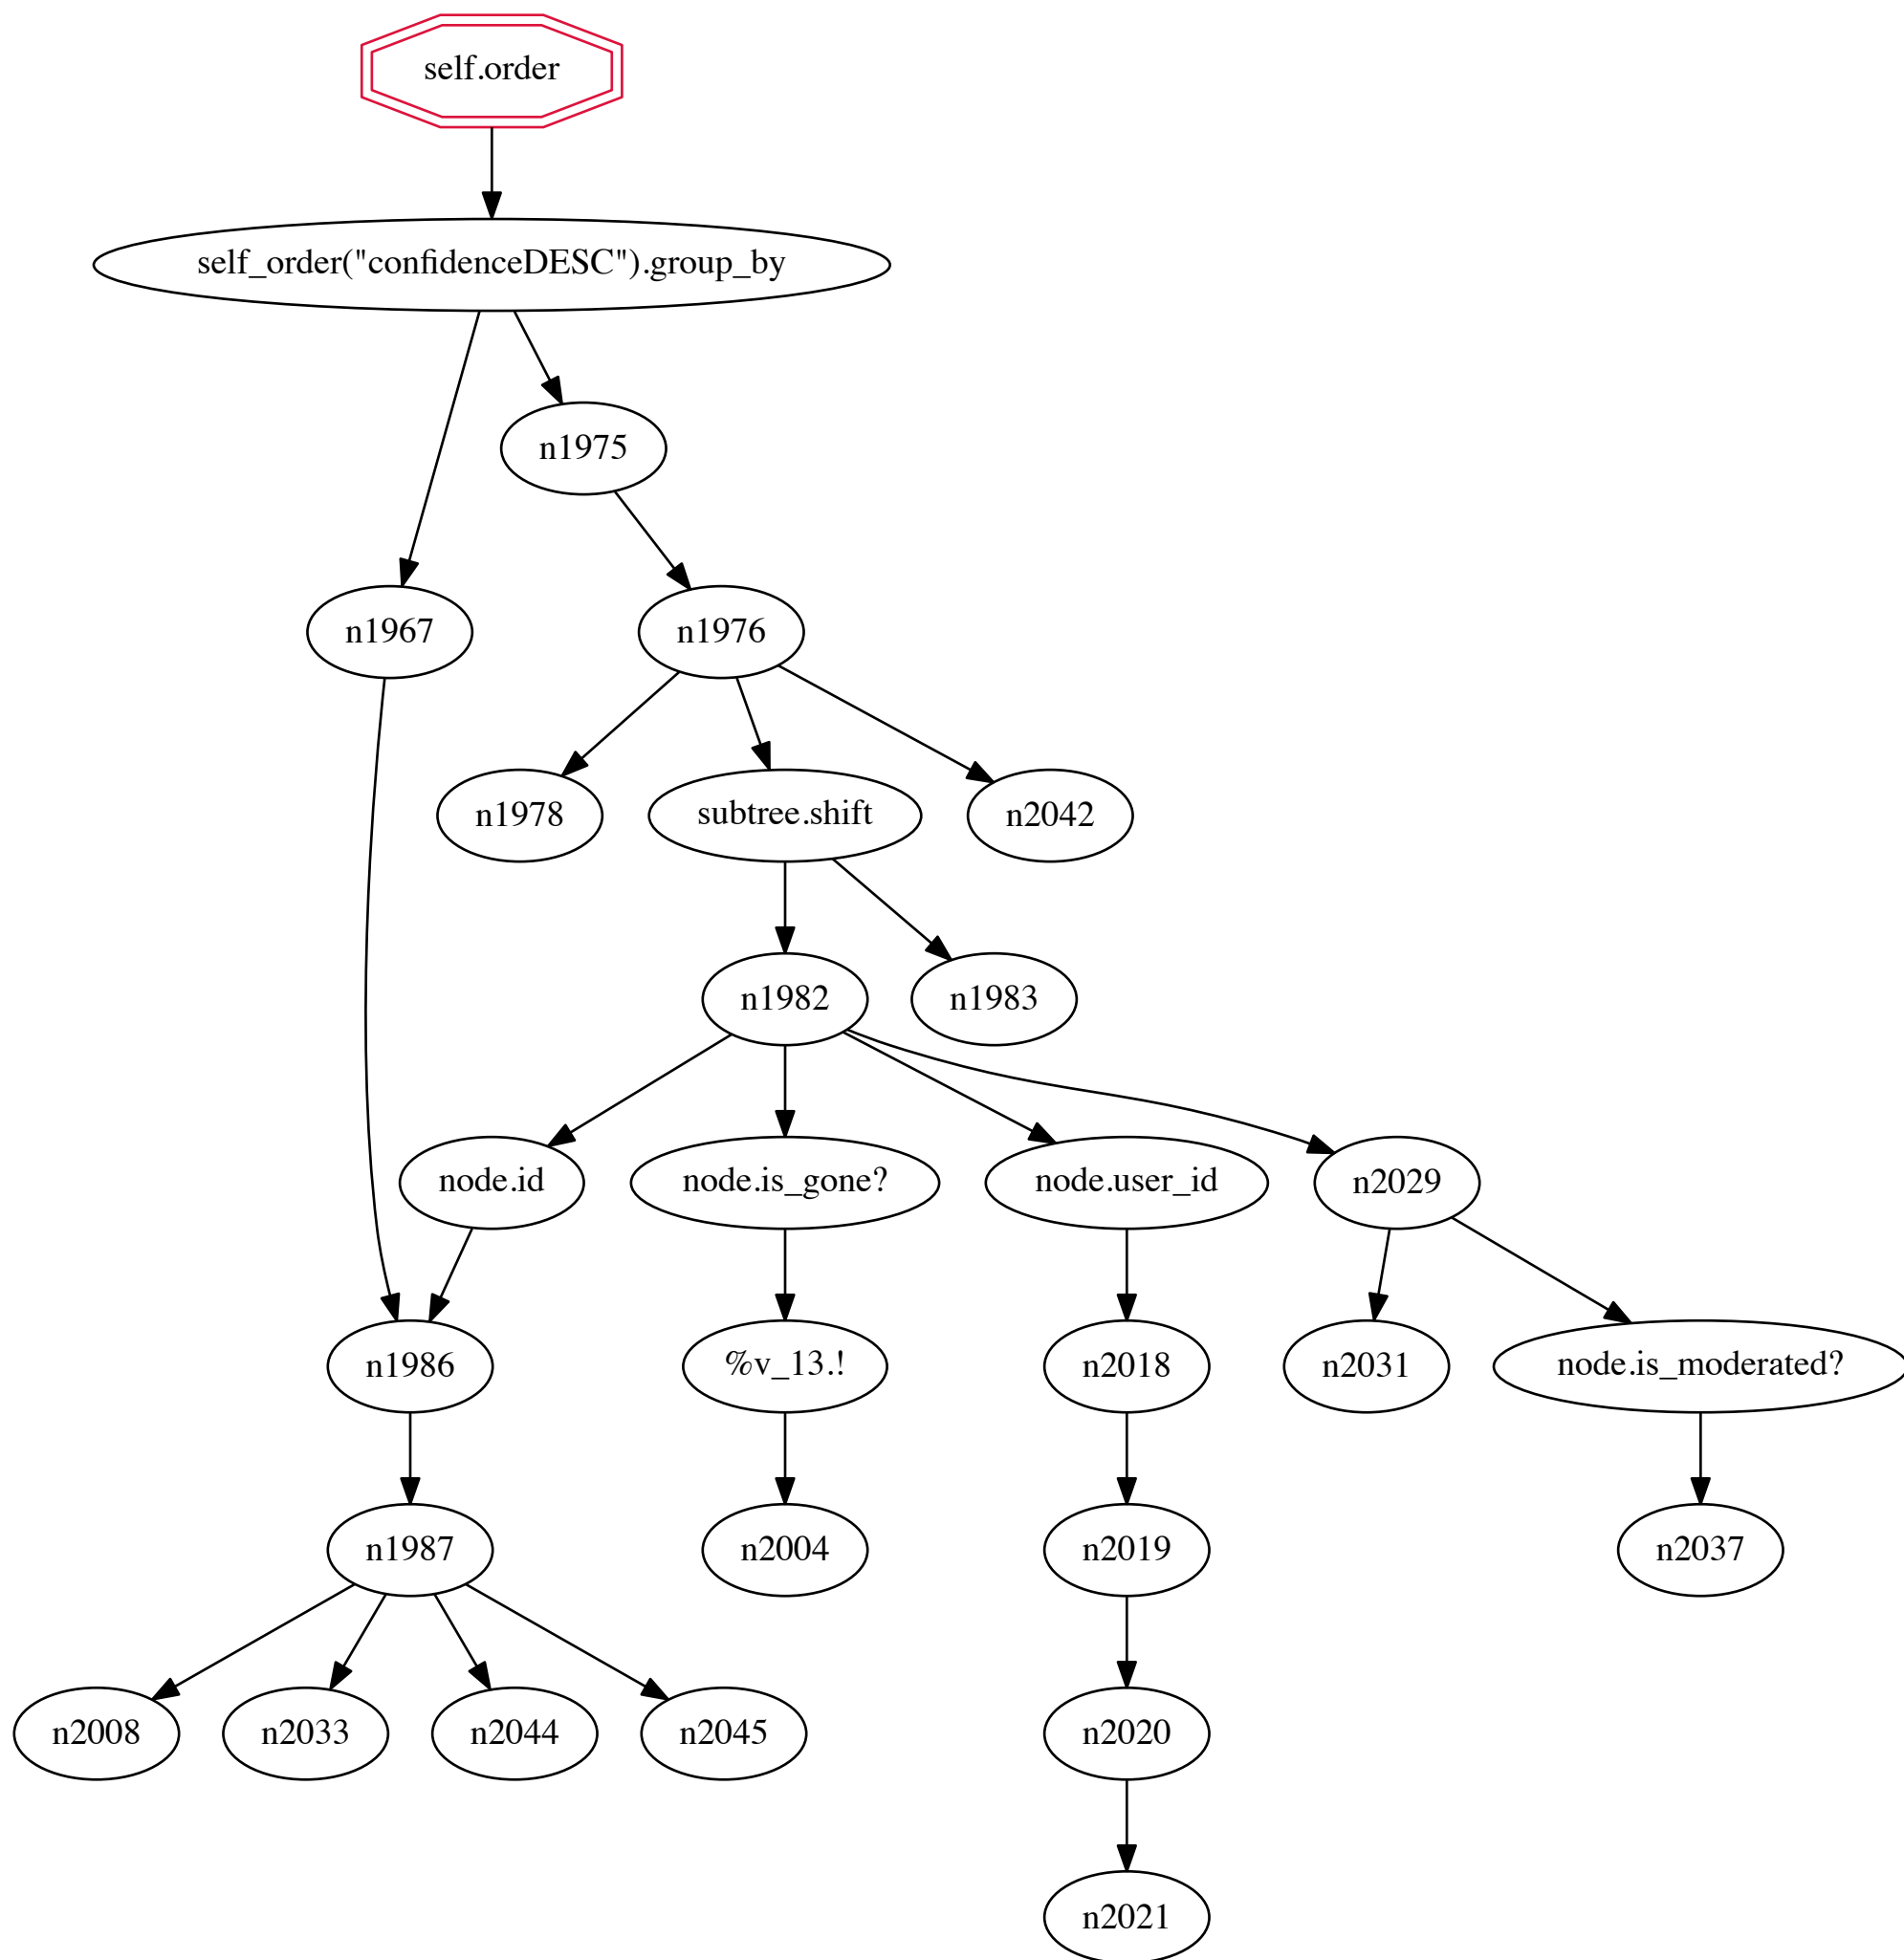 self.order
self_order("confidenceDESC").group_by
n1975
n1967
n1976
n1978
subtree.shift
n2042
n1982
n1983
node.id
node.is_gone?
node.user_id
n2029
n1986
%v_13.!
n2018
n2031
node.is_moderated?
n1987
n2004
n2019
n2037
n2008
n2033
n2044
n2045
n2020
n2021